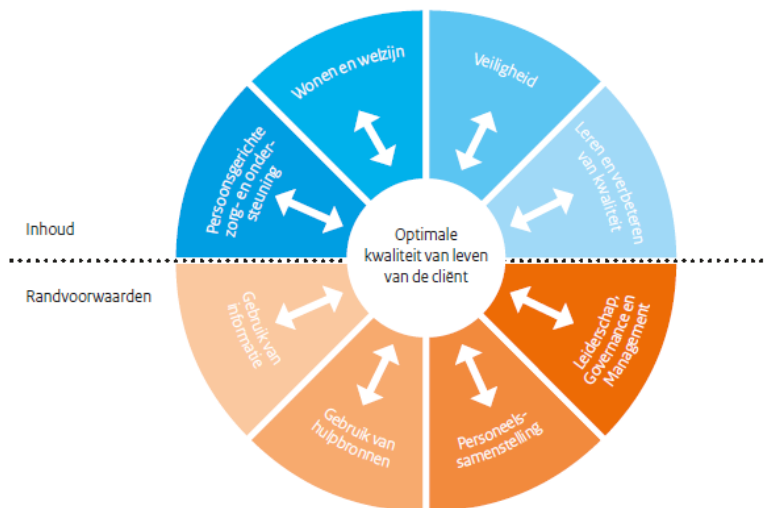 Wonen en welzijn
Veiligheid
Persoonsgerichte
zorg- en onder-
steuning
Leren en verbeteren
van kwaliteit
Inhoud
Optimale
kwaliteit van leven
van de cliënt
Randvoorwaarden
Gebruik van
informatie
Leiderschap,
Governance en
Management
Gebruik van
hulpbronnen
Personeels-
samenstelling